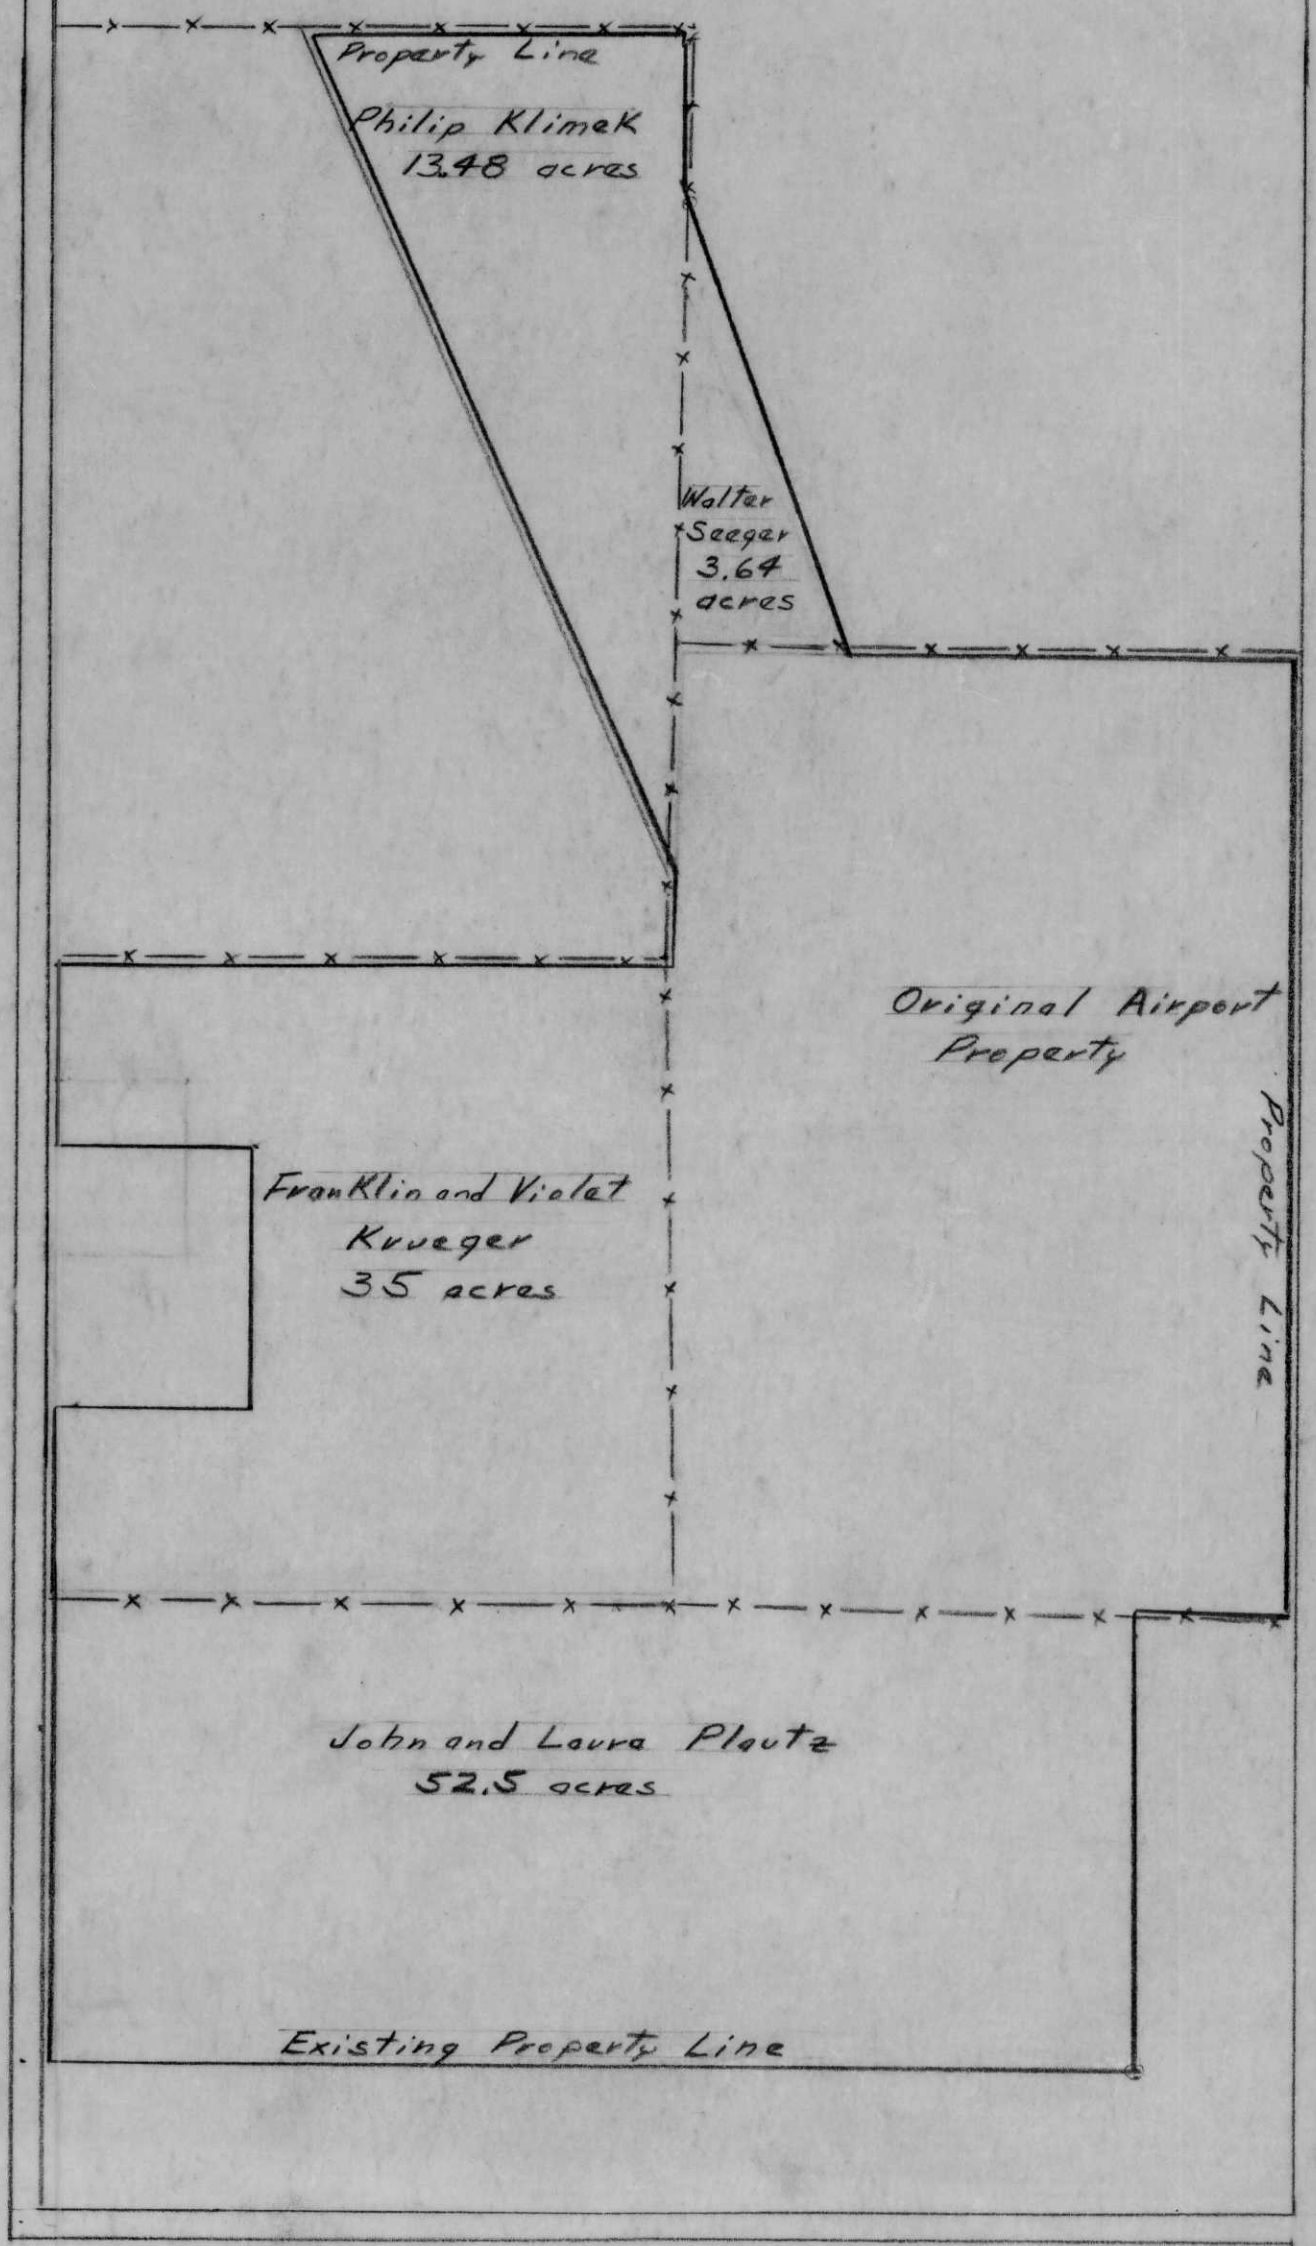 Property Line
Philip Klimek
13.48 acres
Walter
Seeger
3.64
acres
Original Airport
Property
Property Line
Franklin and Violet
Krueger
35 acres
John and Laura Plautz
52.5 acres
Existing Property Line